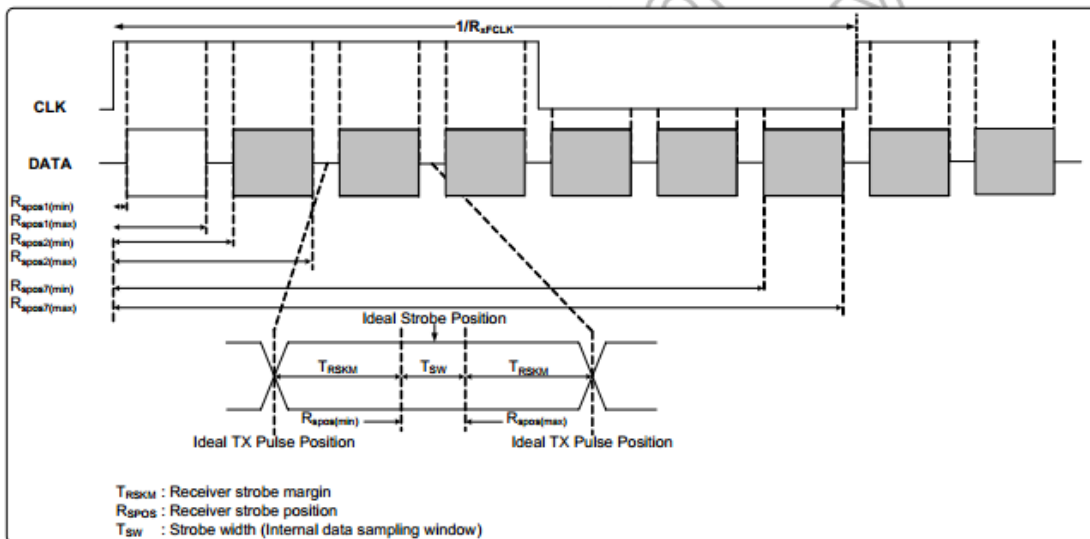 1/RxFCLK
CLK
DATA
Rspos1(min)
Rspos1(max)
Rspos2(min)
Rspos2(max)
Rspos7(min)
Rspos7(max)
Ideal Strobe Position
TRSKM TSW TRSKM
Rspos(min) Rspos(max)
Ideal TX Pulse Position Ideal TX Pulse Position
TRSKM : Receiver strobe margin
RSPOS : Receiver strobe position
TSW : Strobe width (Internal data sampling window)